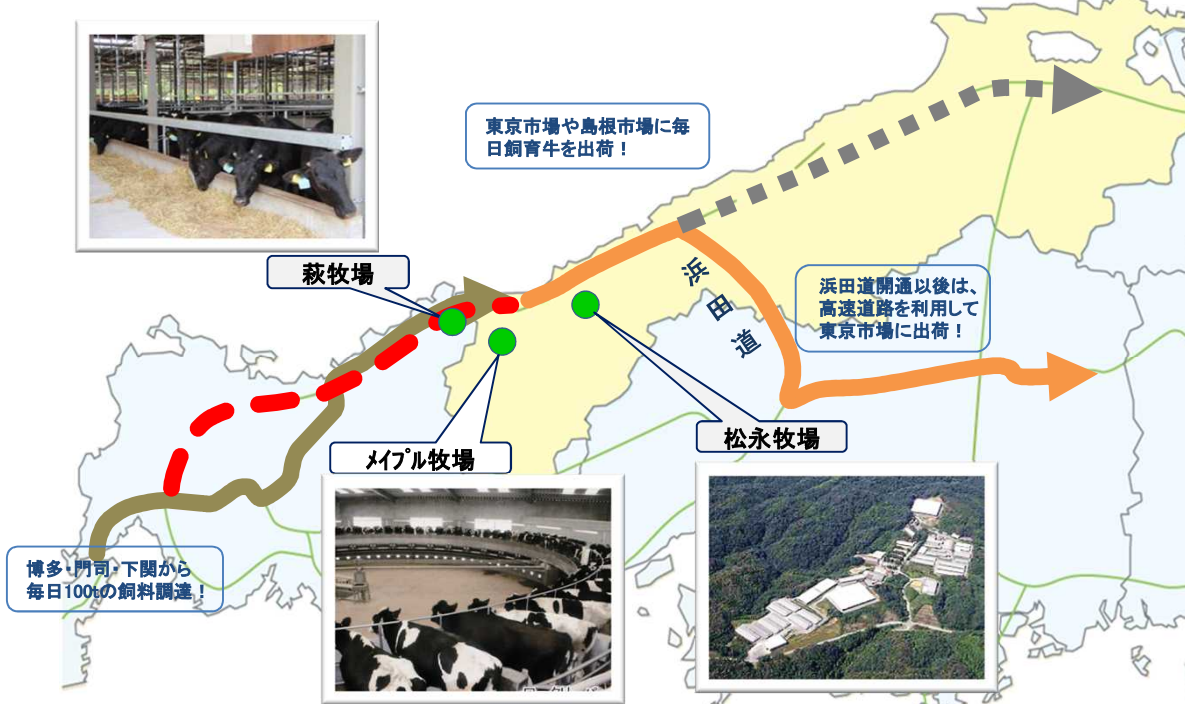 東京市場や島根市場に毎
日飼育牛を出荷！
萩牧場
浜田道
浜田道開通以後は、
高速道路を利用して
東京市場に出荷！
メイプル牧場
松永牧場
博多・門司・下関から
毎日100tの飼料調達！